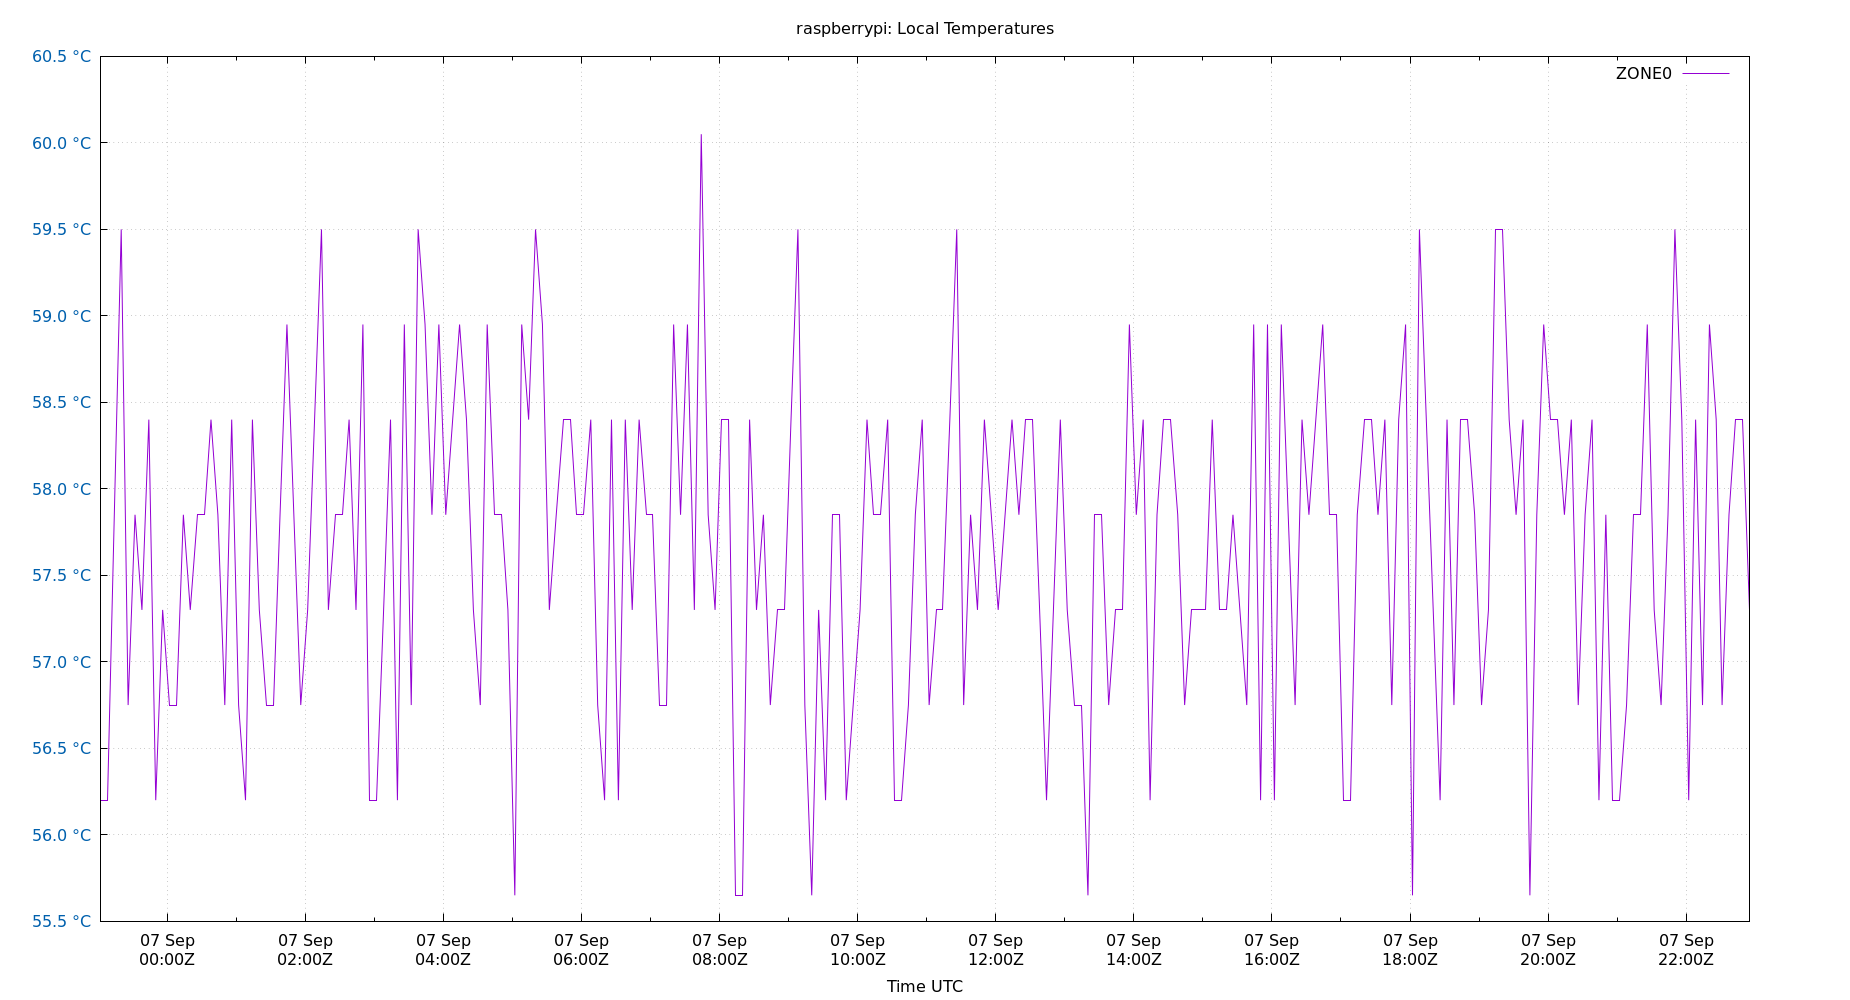 raspberrypi: Local Temperatures
60.5 °C
ZONE0
60.0 °C
59.5 °C
59.0 °C
58.5 °C
58.0 °C
57.5 °C
57.0 °C
56.5 °C
56.0 °C
55.5 °C
07 Sep 07 Sep 07 Sep 07 Sep 07 Sep 07 Sep 07 Sep 07 Sep 07 Sep 07 Sep 07 Sep 07 Sep
00:00Z 02:00Z 04:00Z 06:00Z 08:00Z 10:00Z 12:00Z 14:00Z 16:00Z 18:00Z 20:00Z 22:00Z
Time UTC